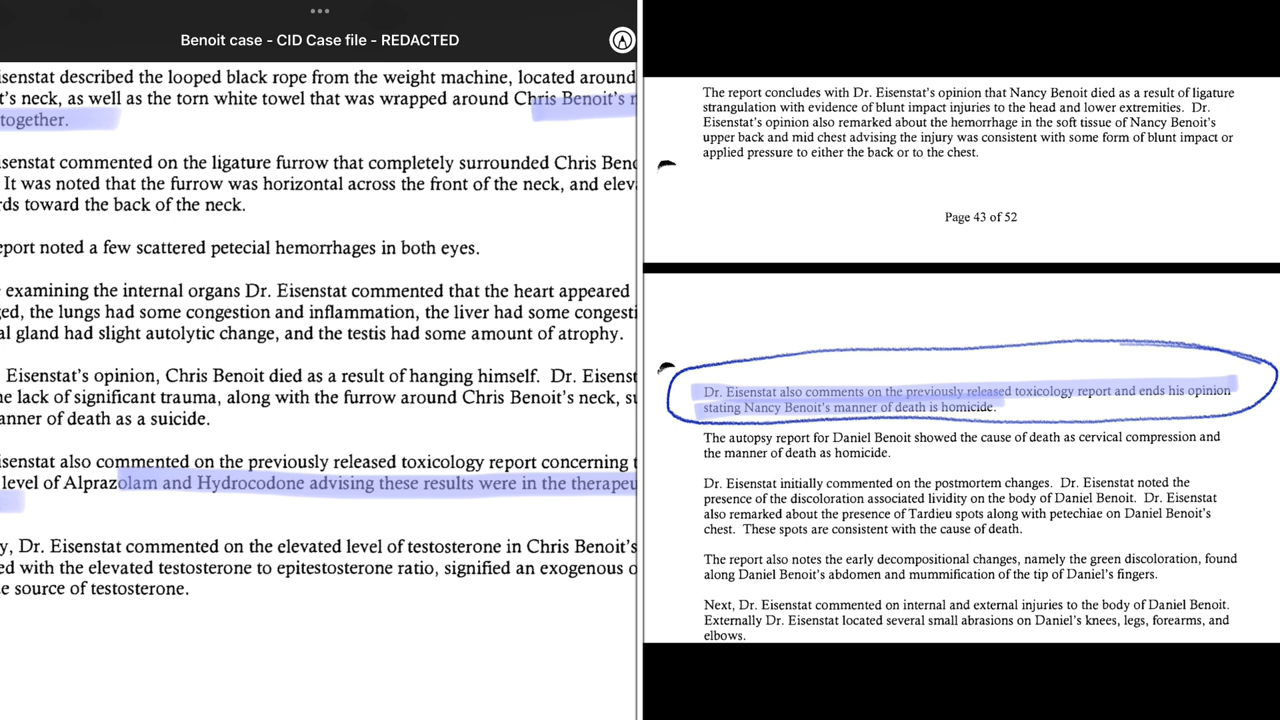 Benoit case - CID Case file - REDACTED
isenstat described the looped black rope from the weight machine, located around
t's neck, as well as the torn white towel that was wrapped around Chris Benoit's
together.
isenstat commented on the ligature furrow that completely surrounded Chris Ben
It was noted that the furrow was horizontal across the front of the neck, and elev
rds toward the back of the neck.
eport noted a few scattered petecial hemorrhages in both eyes.
examining the internal organs Dr. Eisenstat commented that the heart appeared
ged, the lungs had some congestion and inflammation, the liver had some congesti
al gland had slight autolytic change, and the testis had some amount of atrophy.
Eisenstat's opinion, Chris Benoit died as a result of hanging himself. Dr. Eisenst
he lack of significant trauma, along with the furrow around Chris Benoit's neck, su
anner of death as a suicide.
isenstat also commented on the previously released toxicology report concerning
level of Alprazolam and Hydrocodone advising these results were in the therapeu
y, Dr. Eisenstat commented on the elevated level of testosterone in Chris Benoit's
ed with the elevated testosterone to epitestosterone ratio, signified an exogenous o
e source of testosterone.
The report concludes with Dr. Eisenstat's opinion that Nancy Benoit died as a result of ligature
strangulation with evidence of blunt impact injuries to the head and lower extremities. Dr.
Eisenstat's opinion also remarked about the hemorrhage in the soft tissue of Nancy Benoit's
upper back and mid chest advising the injury was consistent with some form of blunt impact or
applied pressure to either the back or to the chest.
Page 43 of 52
Dr. Eisenstat also comments on the previously released toxicology report and ends his opinion
stating Nancy Benoit's manner of death is homicide.
The autopsy report for Daniel Benoit showed the cause of death as cervical compression and
the manner of death as homicide.
Dr. Eisenstat initially commented on the postmortem changes. Dr. Eisenstat noted the
presence of the discoloration associated lividity on the body of Daniel Benoit. Dr. Eisenstat
also remarked about the presence of Tardieu spots along with petechiae on Daniel Benoit's
chest. These spots are consistent with the cause of death.
The report also notes the early decompositional changes, namely the green discoloration, found
along Daniel Benoit's abdomen and mummification of the tip of Daniel's fingers.
Next, Dr. Eisenstat commented on internal and external injuries to the body of Daniel Benoit.
Externally Dr. Eisenstat located several small abrasions on Daniel's knees, legs, forearms, and
elbows.